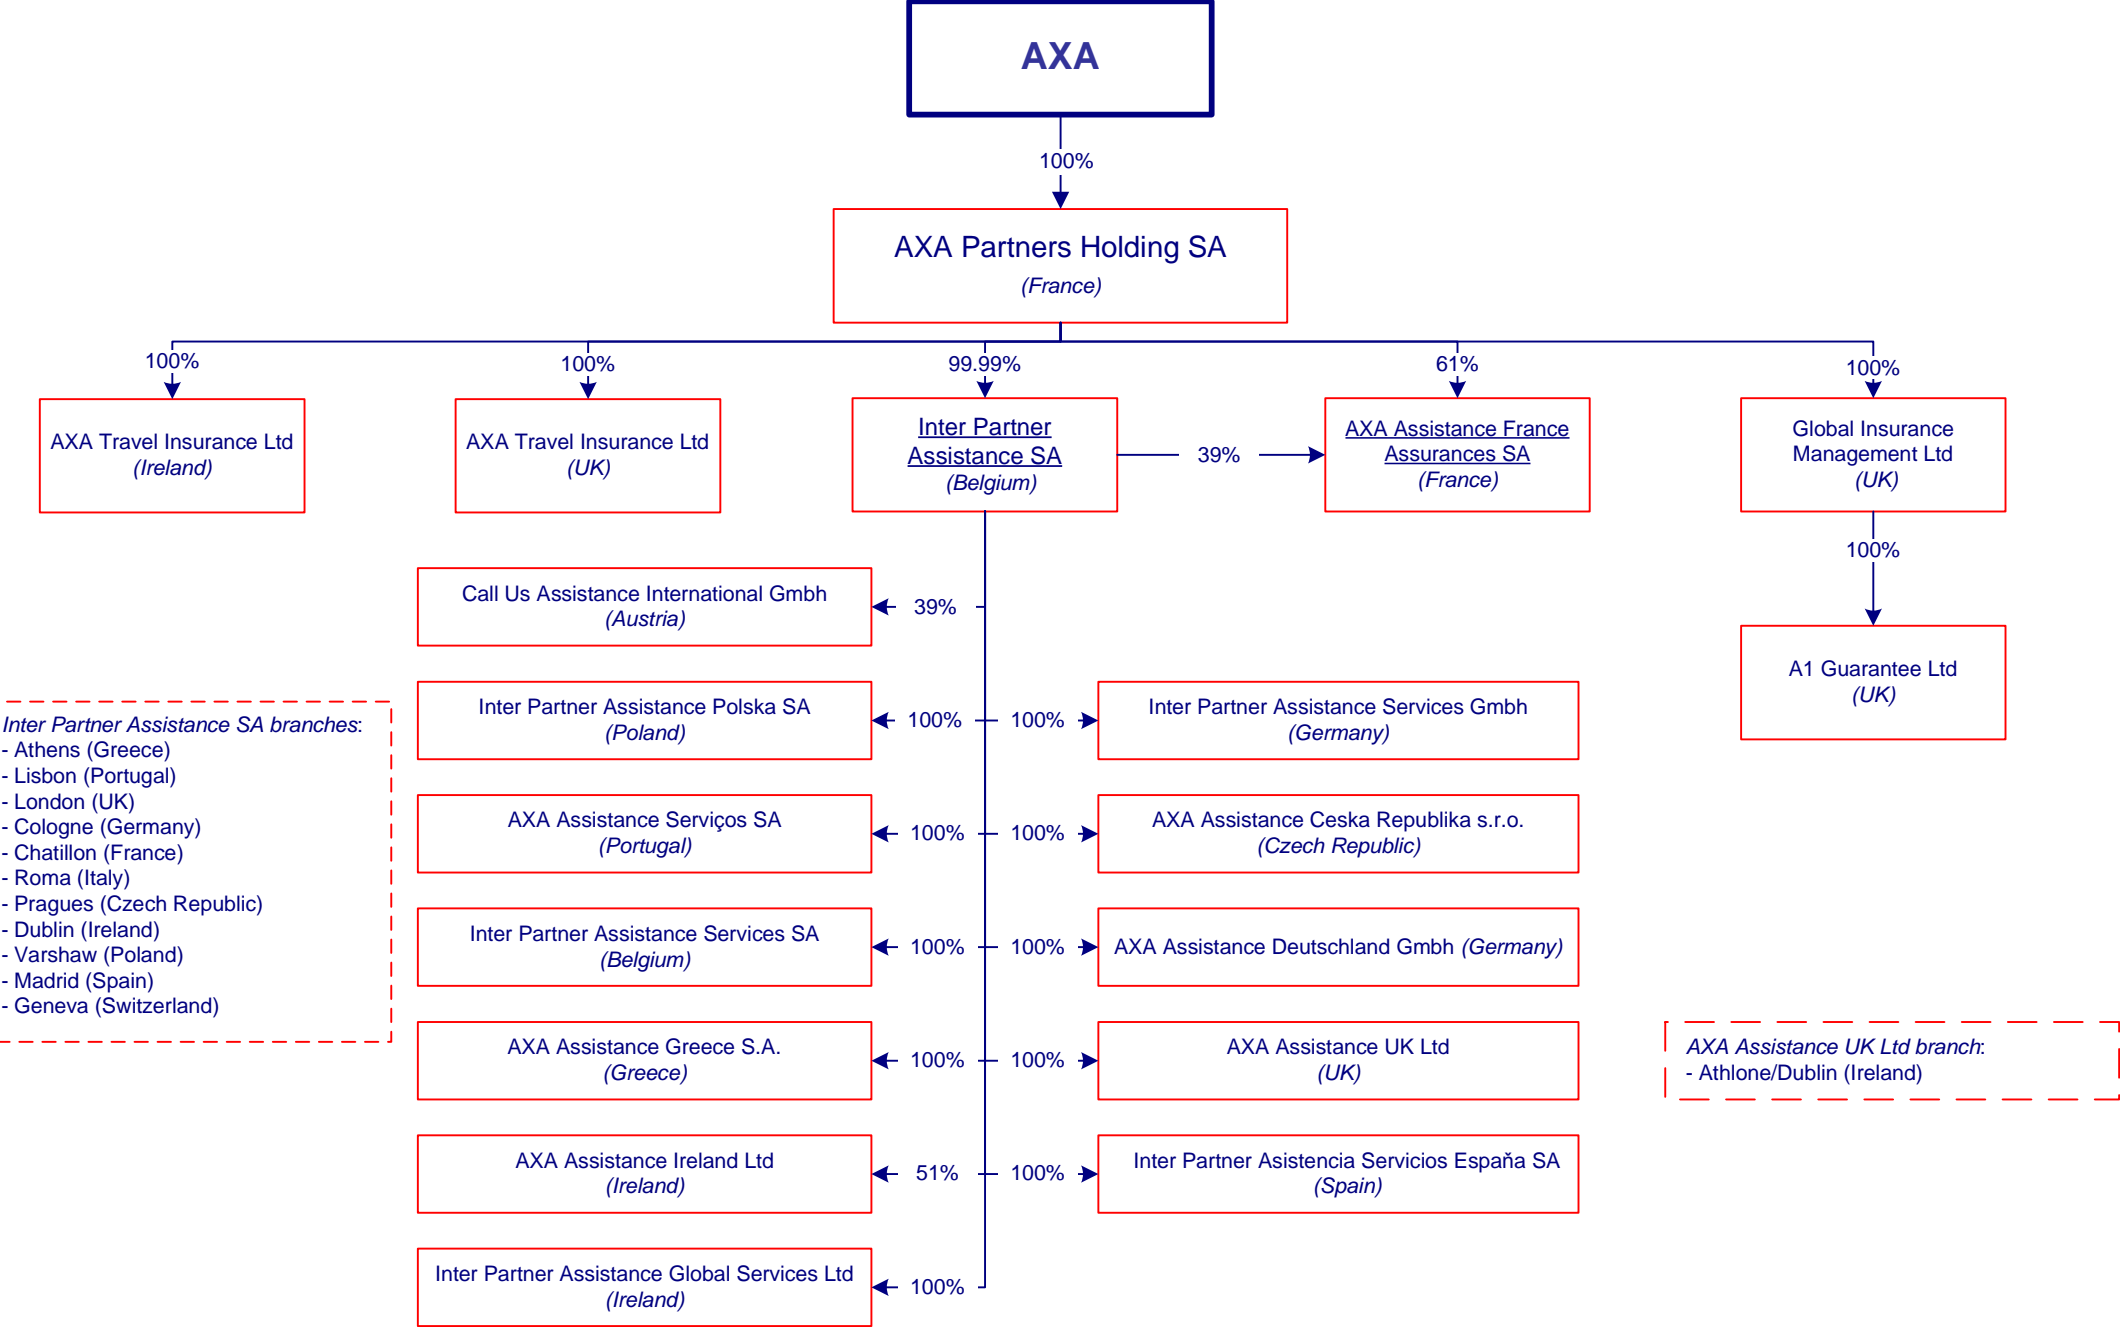 AXA
100%
AXA Partners Holding SA
(France)
100%
100%
99.99%
61%
100%
AXA Travel Insurance Ltd
(Ireland)
AXA Travel Insurance Ltd
(UK)
Inter Partner
Assistance SA
(Belgium)
39%
AXA Assistance France
Assurances SA
(France)
Global Insurance
Management Ltd
(UK)
100%
Call Us Assistance International Gmbh
(Austria)
39%
A1 Guarantee Ltd
(UK)
Inter Partner Assistance SA branches:
- Athens (Greece)
- Lisbon (Portugal)
- London (UK)
- Cologne (Germany)
- Chatillon (France)
- Roma (Italy)
- Pragues (Czech Republic)
- Dublin (Ireland)
- Varshaw (Poland)
- Madrid (Spain)
- Geneva (Switzerland)
Inter Partner Assistance Polska SA
(Poland)
100%
100%
Inter Partner Assistance Services Gmbh
(Germany)
AXA Assistance Serviços SA
(Portugal)
100%
100%
AXA Assistance Ceska Republika s.r.o.
(Czech Republic)
Inter Partner Assistance Services SA
(Belgium)
100%
100%
AXA Assistance Deutschland Gmbh (Germany)
AXA Assistance Greece S.A.
(Greece)
100%
100%
AXA Assistance UK Ltd
(UK)
AXA Assistance UK Ltd branch:
- Athlone/Dublin (Ireland)
AXA Assistance Ireland Ltd
(Ireland)
51%
100%
Inter Partner Asistencia Servicios Espaňa SA
(Spain)
Inter Partner Assistance Global Services Ltd
(Ireland)
100%